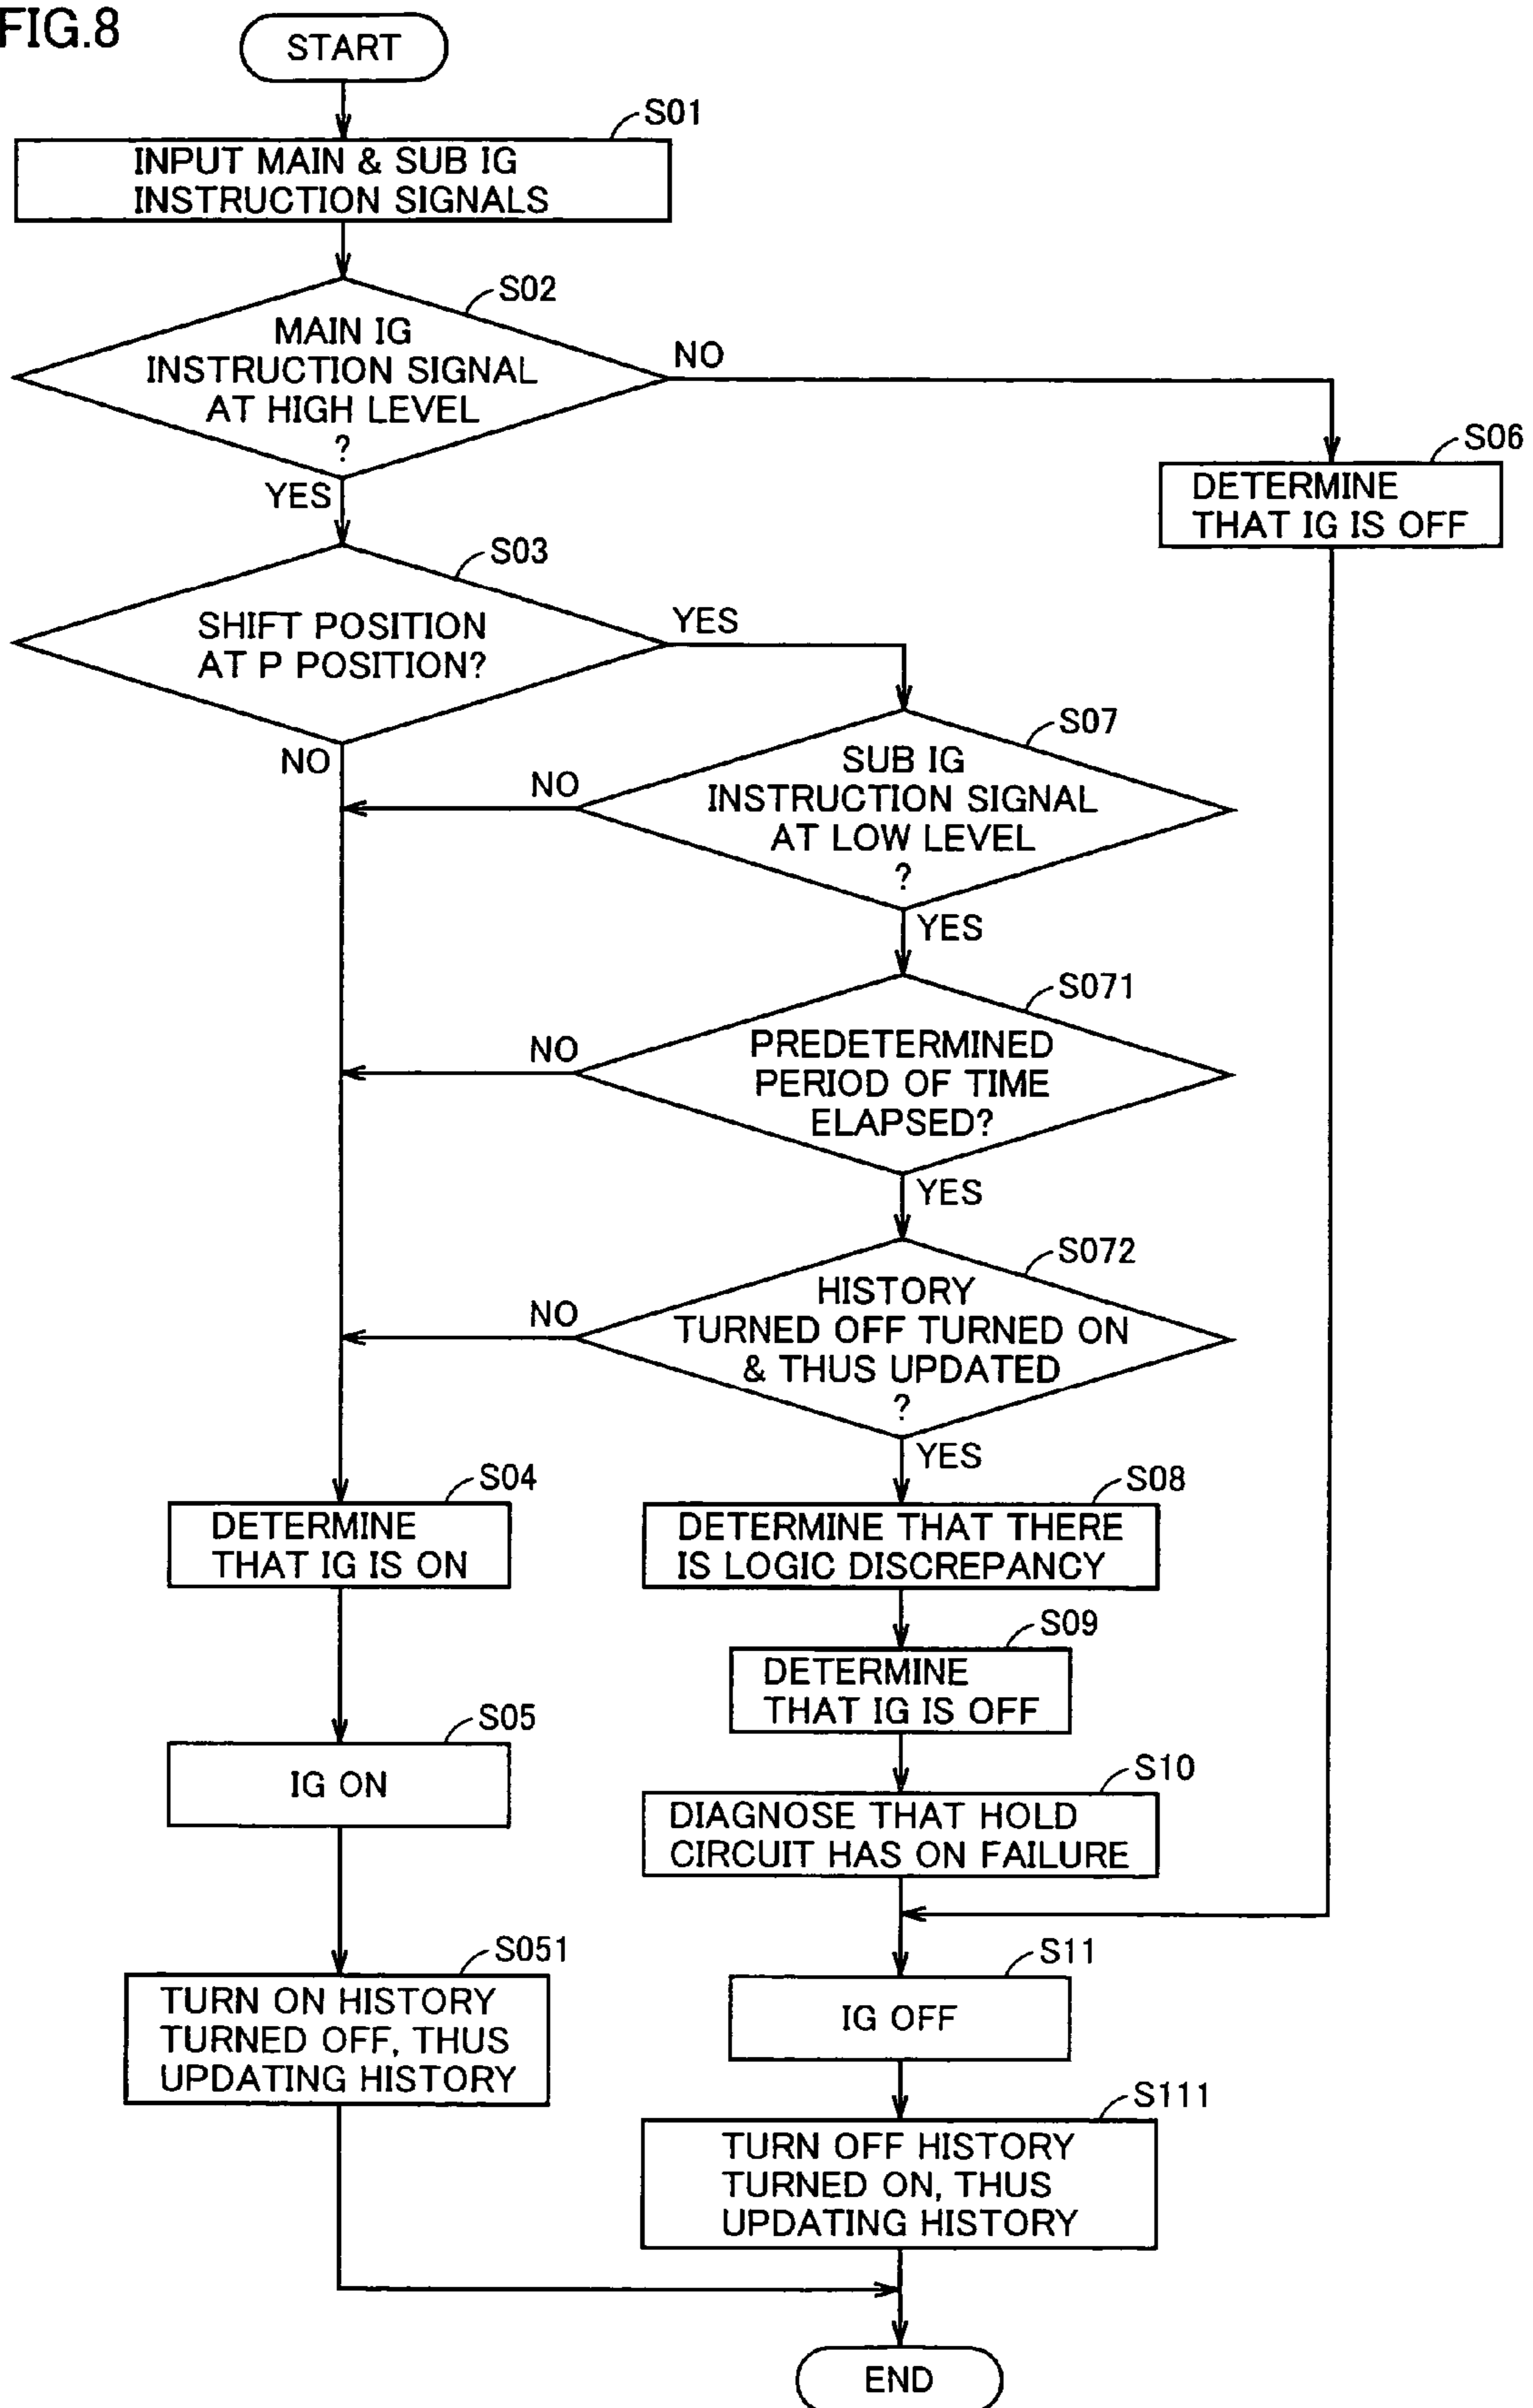 FIG.8
START
S01
INPUT MAIN & SUB IG
INSTRUCTION SIGNALS
S02
MAIN IG
INSTRUCTION SIGNAL
AT HIGH LEVEL
?
NO
YES
S06
DETERMINE
THAT IG IS OFF
S03
SHIFT POSITION
AT P POSITION?
YES
NO
S07
SUB IG
INSTRUCTION SIGNAL
AT LOW LEVEL
?
NO
YES
S071
PREDETERMINED
PERIOD OF TIME
ELAPSED?
NO
YES
S072
HISTORY
TURNED OFF TURNED ON
& THUS UPDATED
?
NO
YES
S04
DETERMINE
THAT IG IS ON
S08
DETERMINE THAT THERE
IS LOGIC DISCREPANCY
S09
DETERMINE
THAT IG IS OFF
S05
IG ON
S10
DIAGNOSE THAT HOLD
CIRCUIT HAS ON FAILURE
S051
TURN ON HISTORY
TURNED OFF, THUS
UPDATING HISTORY
S11
IG OFF
S111
TURN OFF HISTORY
TURNED ON, THUS
UPDATING HISTORY
END